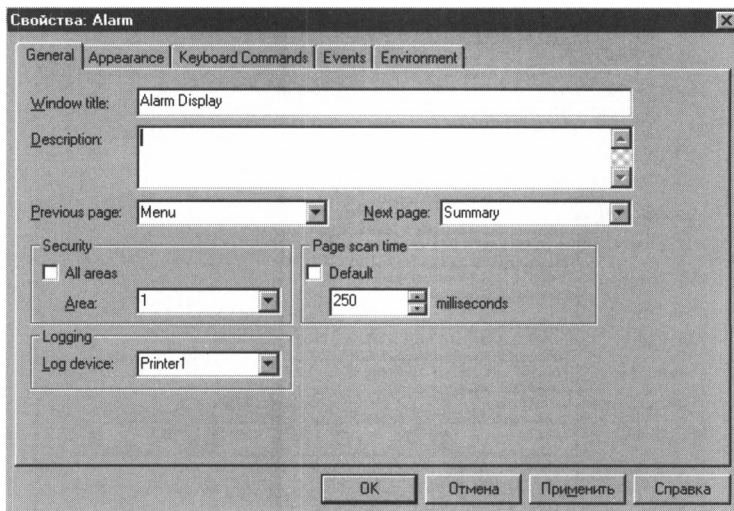 Свойства: Alarm
General Appearance Keyboard Commands Events Environment
Window title: Alarm Display
Description:
Previous page: Menu Next page: Summary
Security Page scan time
All areas Default
Area: 1 250 milliseconds
Logging
Log device: Printer1
OK Отмена Применить Справка